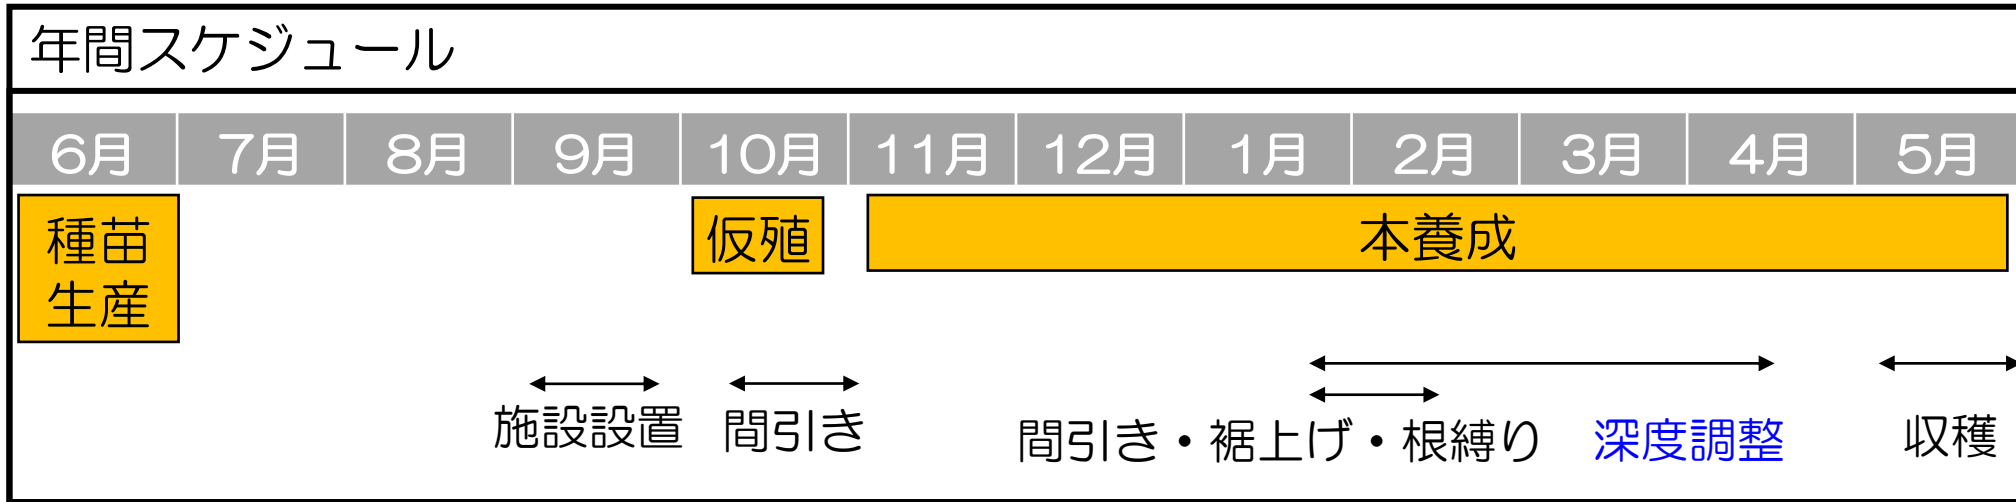 年間スケジュール
6月 7月 8月 9月 10月 11月 12月 1月 2月 3月 4月 5月
種苗
生産
仮殖
本養成
施設設置
間引き
間引き・裾上げ・根縛り
深度調整
収穫